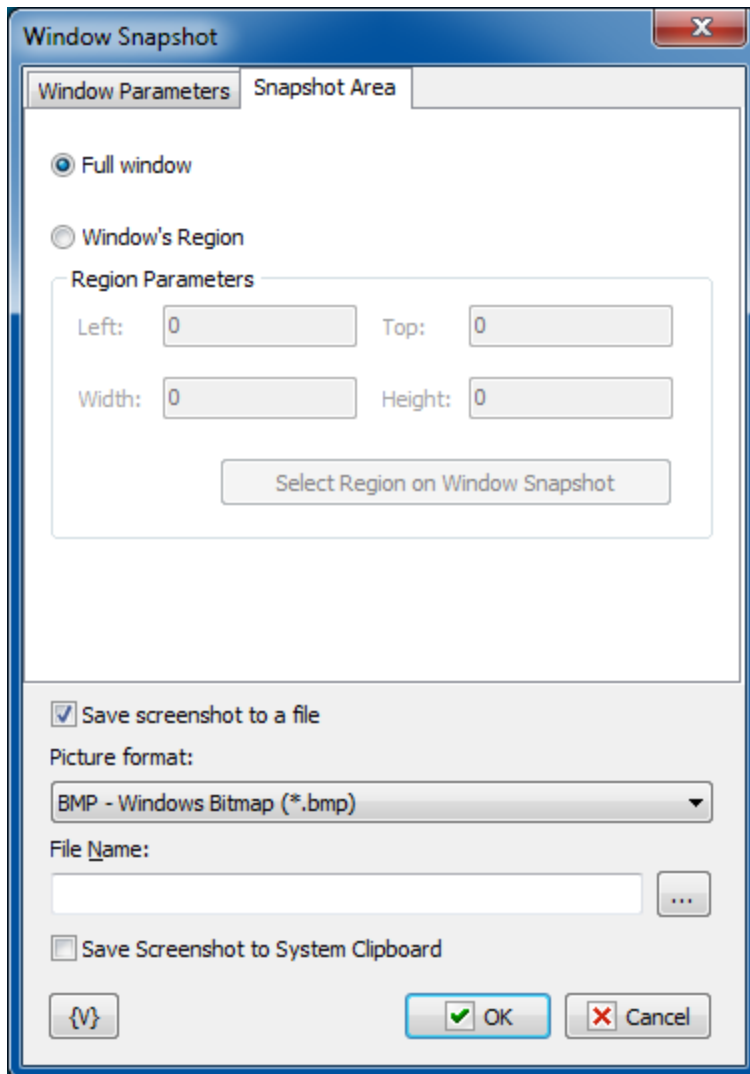 Window Snapshot
Window Parameters Snapshot Area
Full window
Window's Region
Region Parameters
Left: 0 Top: 0
Width: 0 Height: 0
Select Region on Window Snapshot
Save screenshot to a file
Picture format:
BMP - Windows Bitmap (*.bmp)
File Name:
...
Save Screenshot to System Clipboard
{V} OK Cancel